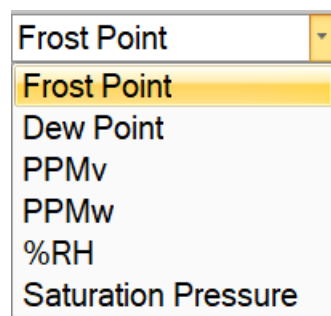 Frost Point
Frost Point
Dew Point
PPMv
PPMw
%RH
Saturation Pressure